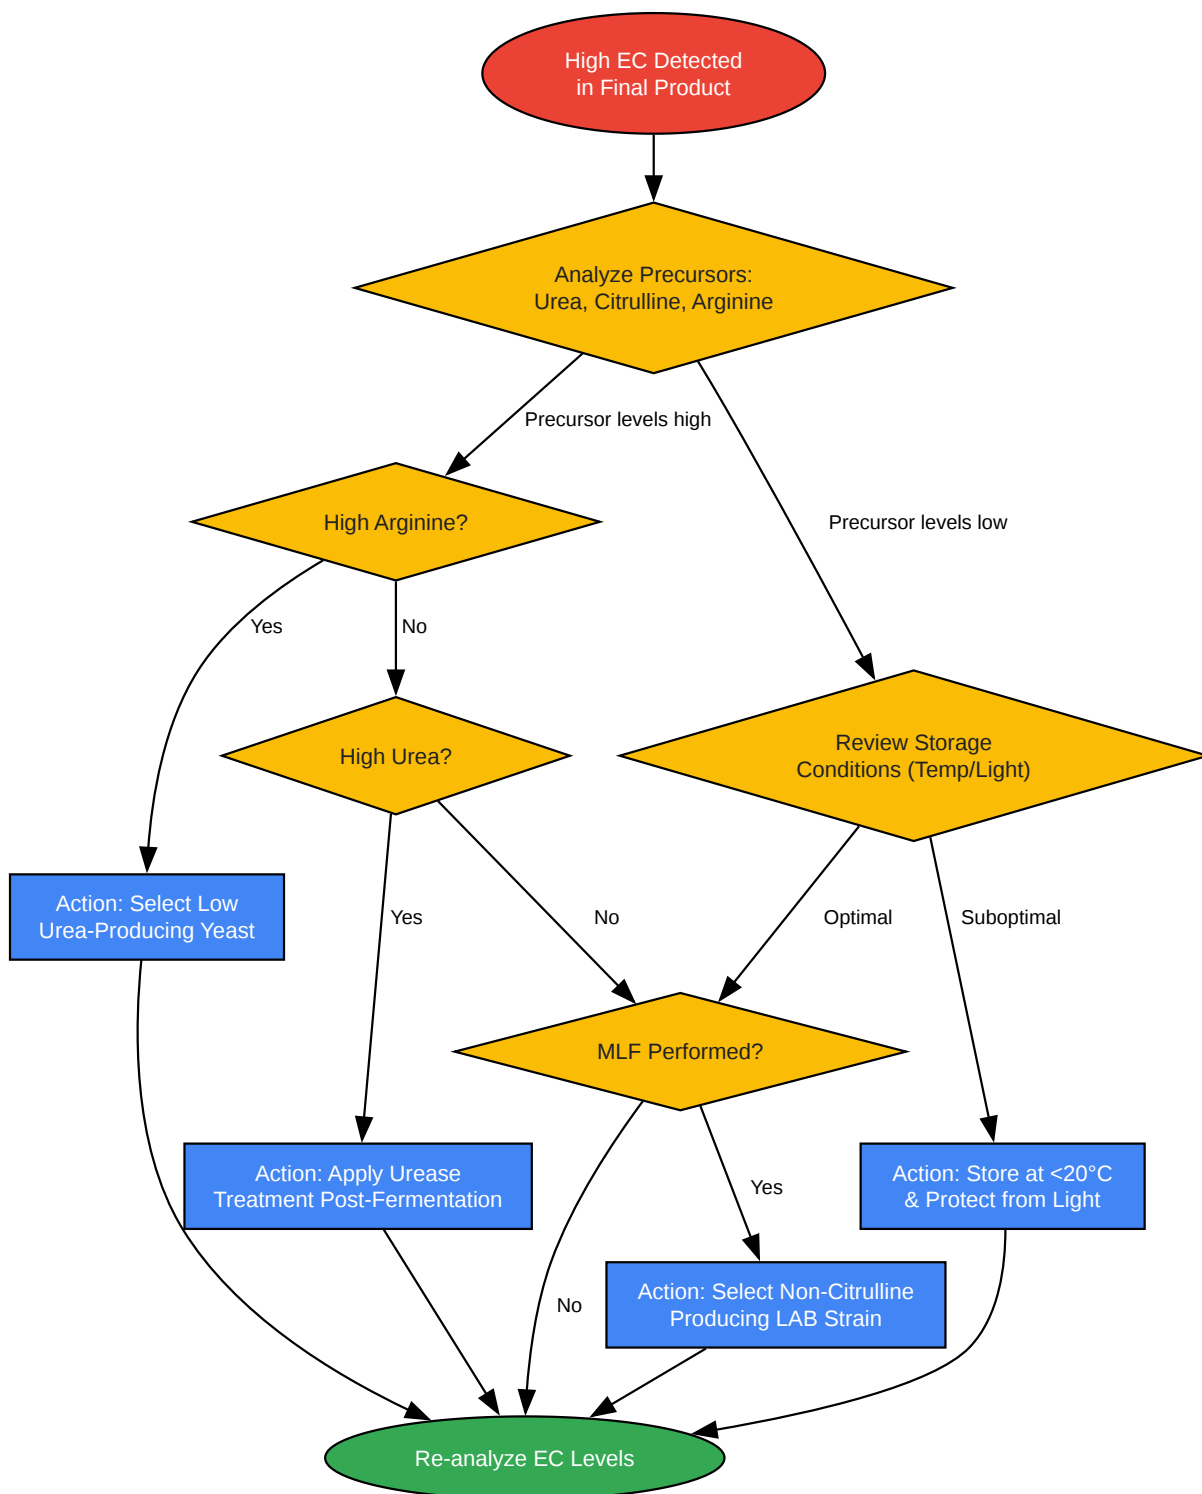 High EC Detected
in Final Product
Analyze Precursors:
Urea, Citrulline, Arginine
Precursor levels high
High Arginine?
Precursor levels low
Yes
No
High Urea?
Review Storage
Conditions (Temp/Light)
Action: Select Low
Urea-Producing Yeast
Yes
No
Optimal
Suboptimal
MLF Performed?
Action: Apply Urease
Treatment Post-Fermentation
Yes
Action: Store at <20°C
& Protect from Light
No
Action: Select Non-Citrulline
Producing LAB Strain
Re-analyze EC Levels